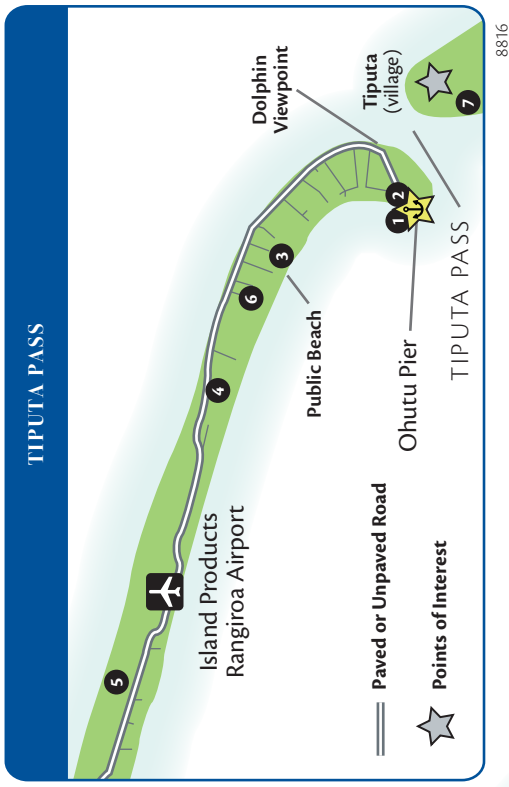 TIPUTA PASS
5
Island Products
Rangiroa Airport
4
6
3
Public Beach
Dolphin
Viewpoint
1
2
Ohutu Pier
TIPUTA PASS
Tiputa
(village)
7
Paved or Unpaved Road
Points of Interest
8816